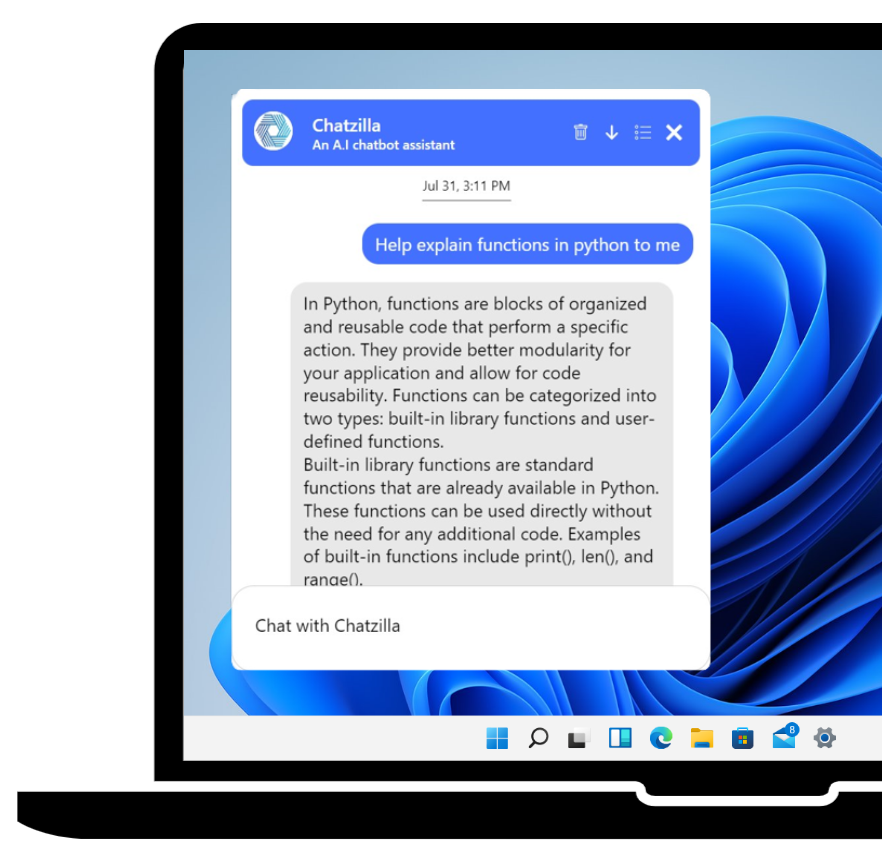 Chatzilla
An A.I chatbot assistant
Jul 31, 3:11 PM
Help explain functions in python to me
In Python, functions are blocks of organized
and reusable code that perform a specific
action. They provide better modularity for
your application and allow for code
reusability. Functions can be categorized into
two types: built-in library functions and user-
defined functions.
Built-in library functions are standard
functions that are already available in Python.
These functions can be used directly without
the need for any additional code. Examples
of built-in functions include print(), len(), and
range().
Chat with Chatzilla
8